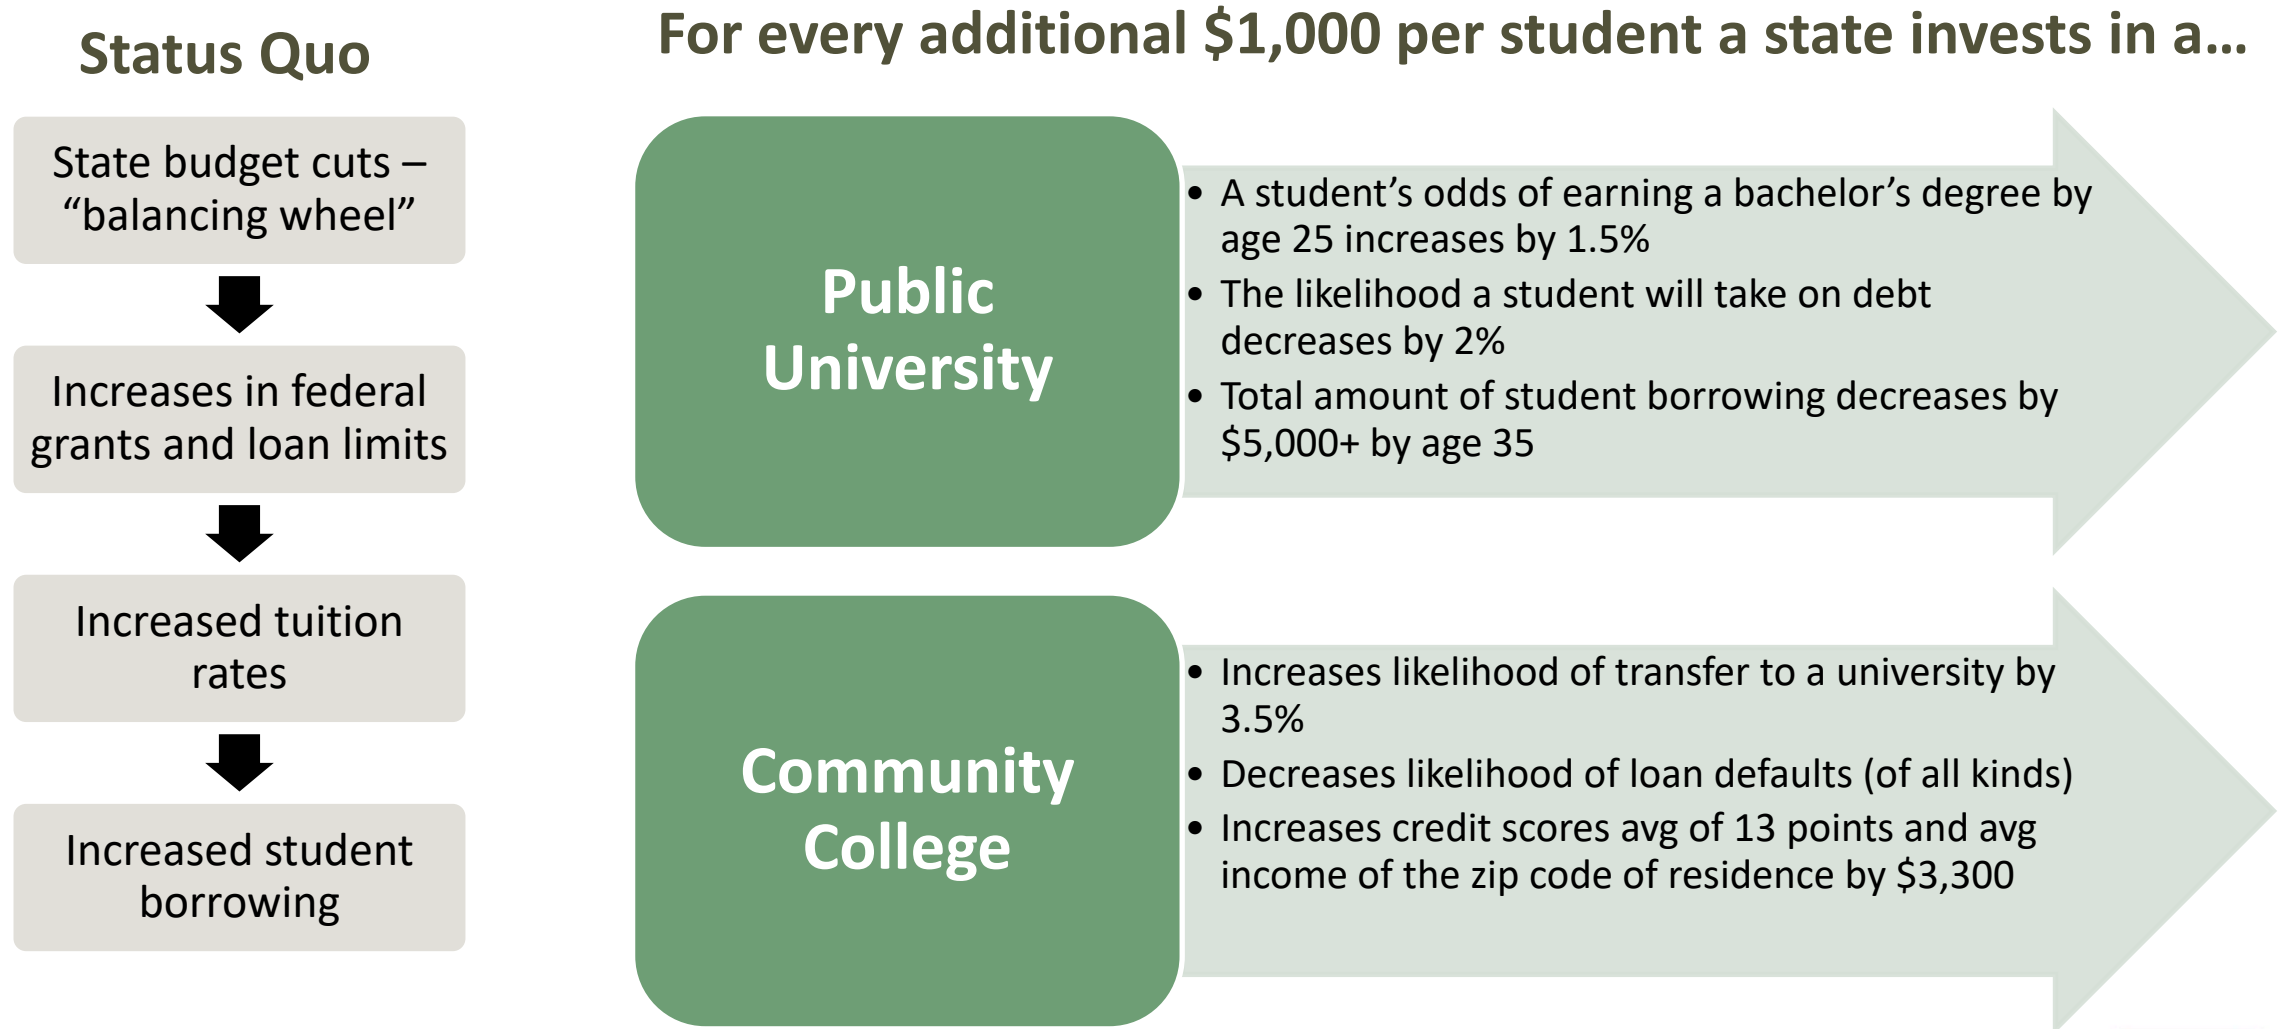 Status Quo
State budget cuts –
“balancing wheel”
Increases in federal
grants and loan limits
Increased tuition
rates
Increased student
borrowing
For every additional $1,000 per student a state invests in a...
Public
University
• A student’s odds of earning a bachelor’s degree by
age 25 increases by 1.5%
• The likelihood a student will take on debt
decreases by 2%
• Total amount of student borrowing decreases by
$5,000+ by age 35
Community
College
• Increases likelihood of transfer to a university by
3.5%
• Decreases likelihood of loan defaults (of all kinds)
• Increases credit scores avg of 13 points and avg
income of the zip code of residence by $3,300